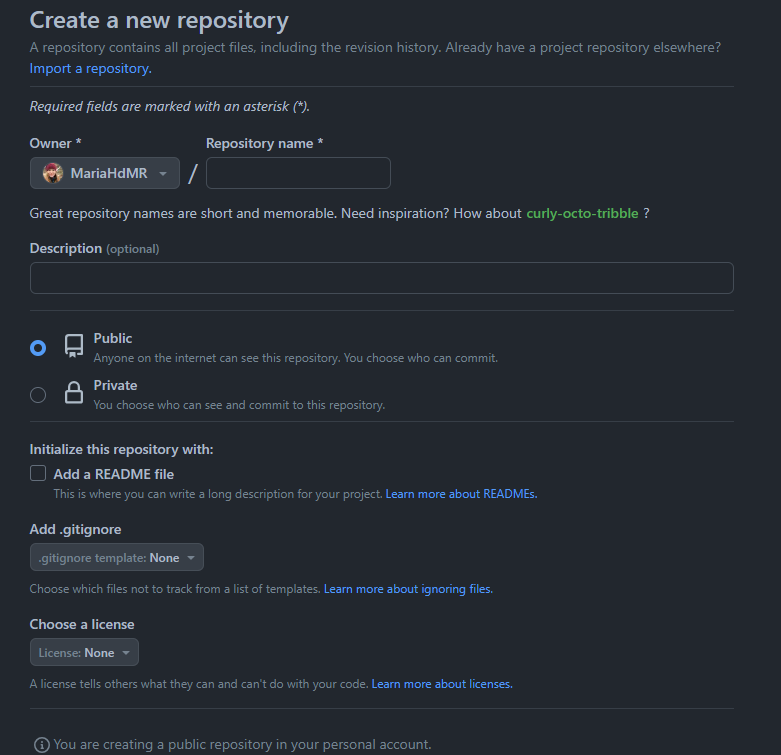 Create a new repository
A repository contains all project files, including the revision history. Already have a project repository elsewhere?
Import a repository.
Required fields are marked with an asterisk (*).
Owner * Repository name *
MariaHdMR /
Great repository names are short and memorable. Need inspiration? How about curly-octo-tribble ?
Description (optional)
Public
Anyone on the internet can see this repository. You choose who can commit.
Private
You choose who can see and commit to this repository.
Initialize this repository with:
Add a README file
This is where you can write a long description for your project. Learn more about READMEs.
Add .gitignore
.gitignore template: None
Choose which files not to track from a list of templates. Learn more about ignoring files.
Choose a license
License: None
A license tells others what they can and can't do with your code. Learn more about licenses.
You are creating a public repository in your personal account.